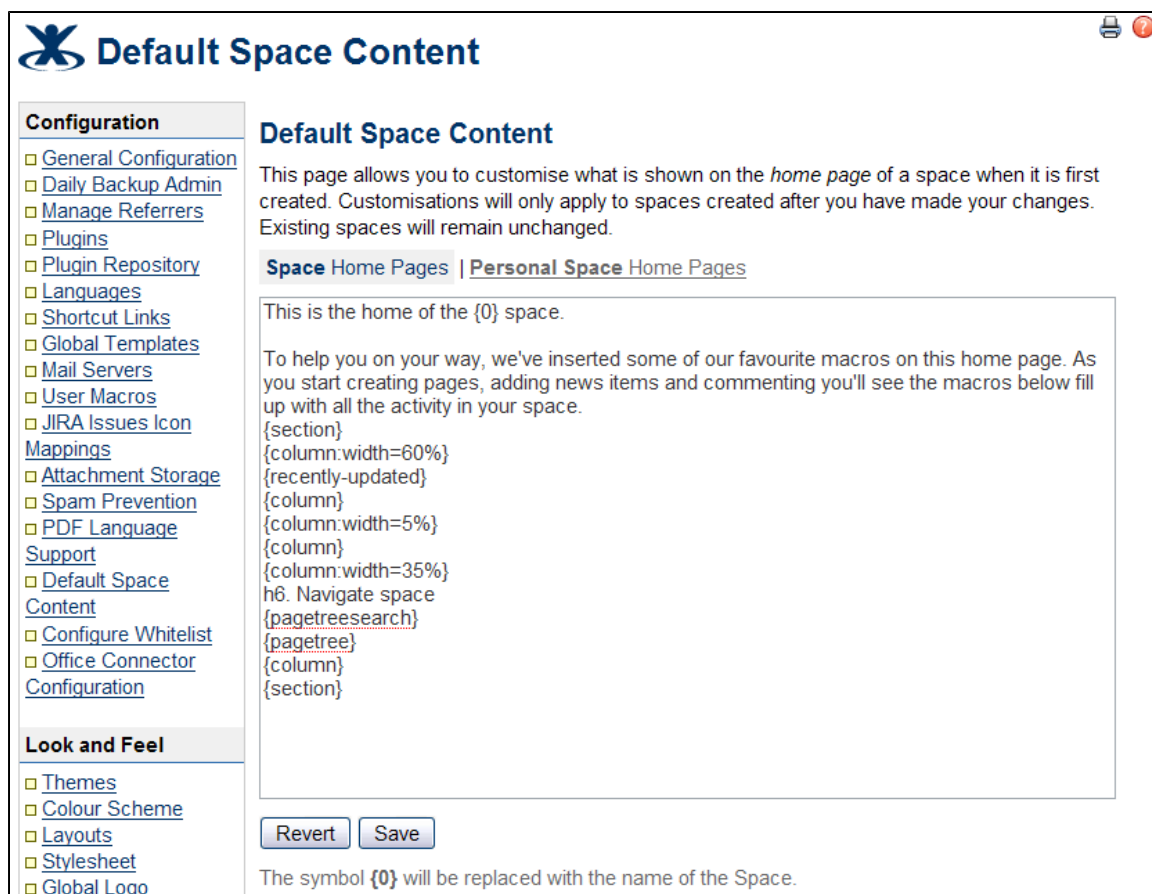 Default Space Content
Configuration
General Configuration
Daily Backup Admin
Manage Referrers
Plugins
Plugin Repository
Languages
Shortcut Links
Global Templates
Mail Servers
User Macros
JIRA Issues Icon
Mappings
Attachment Storage
Spam Prevention
PDF Language
Support
Default Space
Content
Configure Whitelist
Office Connector
Configuration
Look and Feel
Themes
Colour Scheme
Layouts
Stylesheet
Global Logo
Default Space Content
This page allows you to customise what is shown on the home page of a space when it is first
created. Customisations will only apply to spaces created after you have made your changes.
Existing spaces will remain unchanged.
Space Home Pages | Personal Space Home Pages
This is the home of the {0} space.
To help you on your way, we've inserted some of our favourite macros on this home page. As
you start creating pages, adding news items and commenting you'll see the macros below fill
up with all the activity in your space.
{section}
{column:width=60%}
{recently-updated}
{column}
{column:width=5%}
{column}
{column:width=35%}
h6. Navigate space
{pagetreesearch}
{pagetree}
{column}
{section}
Revert Save
The symbol {0} will be replaced with the name of the Space.